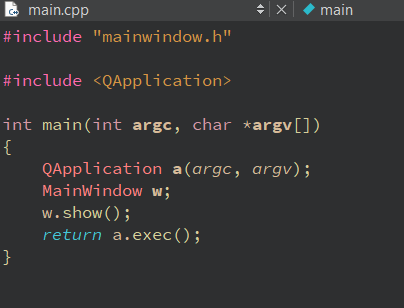 main.cpp main
#include "mainwindow.h"
#include <QApplication>
int main(int argc, char *argv[])
{
    QApplication a(argc, argv);
    MainWindow w;
    w.show();
    return a.exec();
}